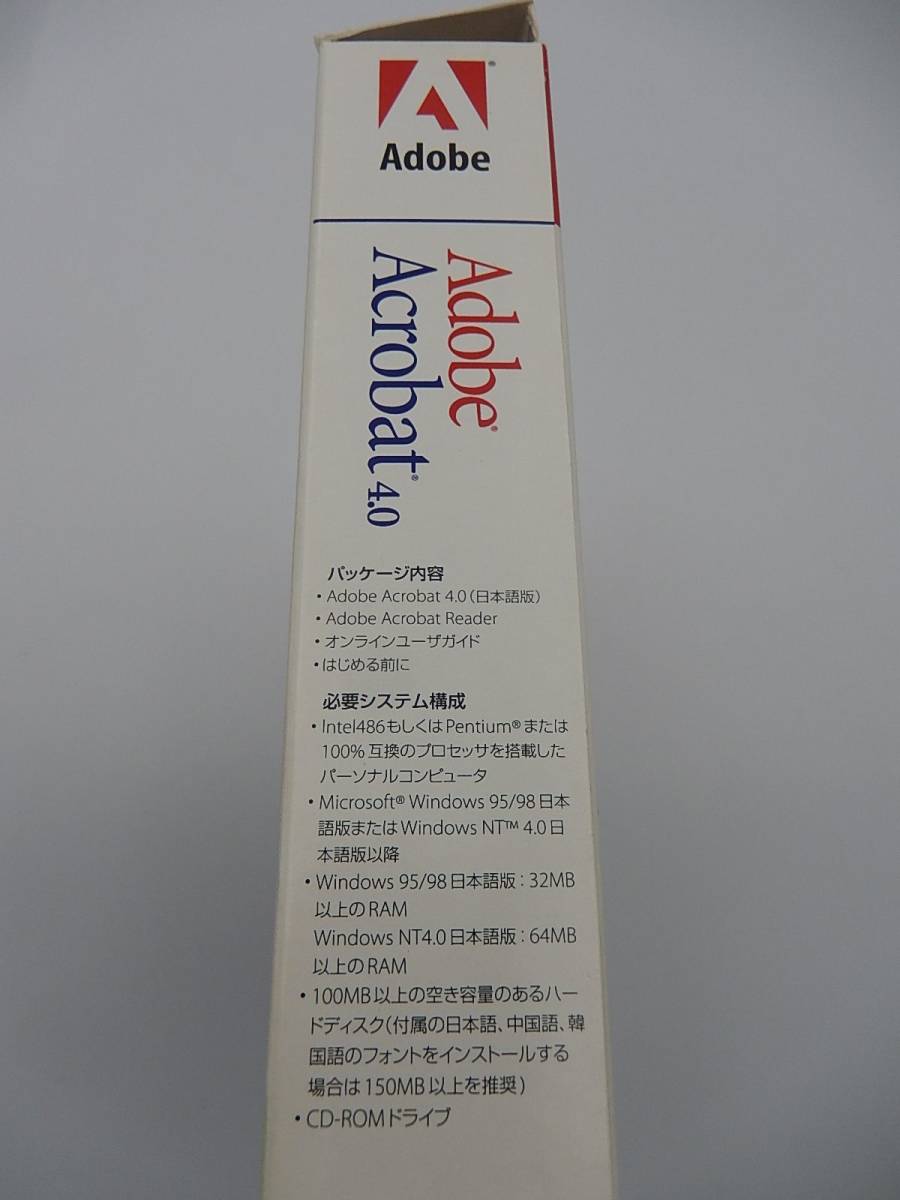 Adobe
Adobe®
Acrobat® 4.0
パッケージ内容
・Adobe Acrobat 4.0(日本語版)
・Adobe Acrobat Reader
・オンラインユーザガイド
・はじめる前に
必要システム構成
・Intel486もしくはPentium®または
100%互換のプロセッサを搭載した
パーソナルコンピュータ
・Microsoft® Windows 95/98日本
語版またはWindows NT™ 4.0日
本語版以降
・Windows 95/98日本語版:32MB
以上のRAM
Windows NT4.0日本語版:64MB
以上のRAM
・100MB以上の空き容量のあるハー
ドディスク(付属の日本語、中国語、韓
国語のフォントをインストールする
場合は150MB以上を推奨)
・CD-ROMドライブ